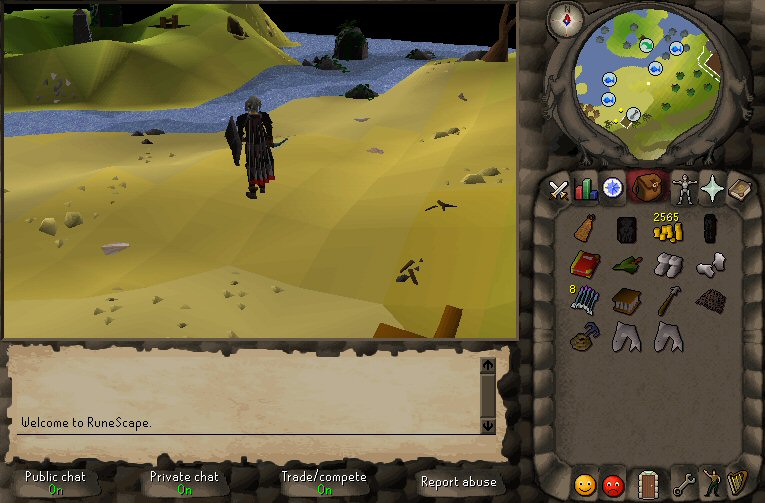 2565
8
Welcome to RuneScape.
Public chat
On
Private chat
On
Trade/compete
On
Report abuse